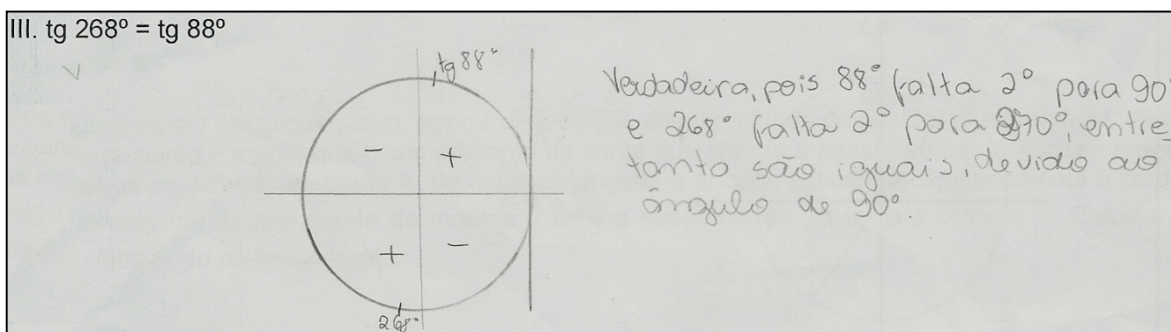 III. tg 268º = tg 88º
V
tg 88°
- +
+ -
268°
Verdadeira, pois 88° falta 2° para 90°
e 268° falta 2° para 270°, entre
tanto são iguais, devido ao
ângulo de 90°.